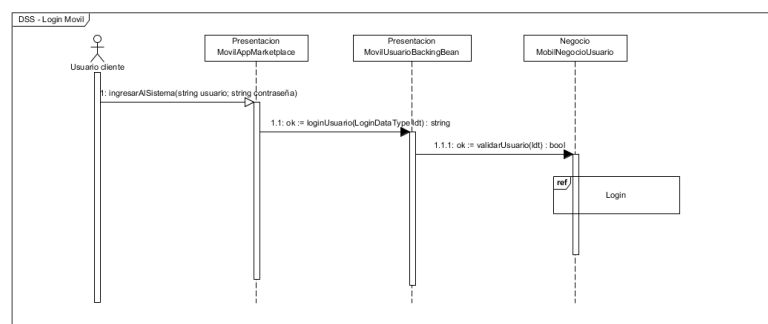 DSS - Login Movil
Usuario cliente
Presentacion
MovilAppMarketplace
Presentacion
MovilUsuarioBackingBean
Negocio
MobilNegocioUsuario
1: ingresarAlSistema(string usuario; string contraseña)
1.1: ok := loginUsuario(LoginDataType ldt) : string
1.1.1: ok := validarUsuario(ldt) : bool
ref
Login